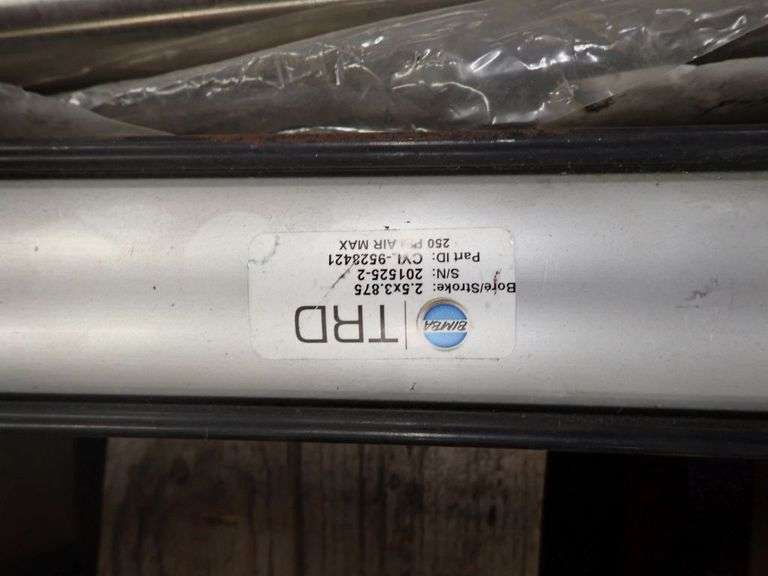 BIMBA | TRD
Bore/Stroke: 2.5x3.875
S/N: 201525-2
Part ID: CYL-9528421
250 PSI AIR MAX